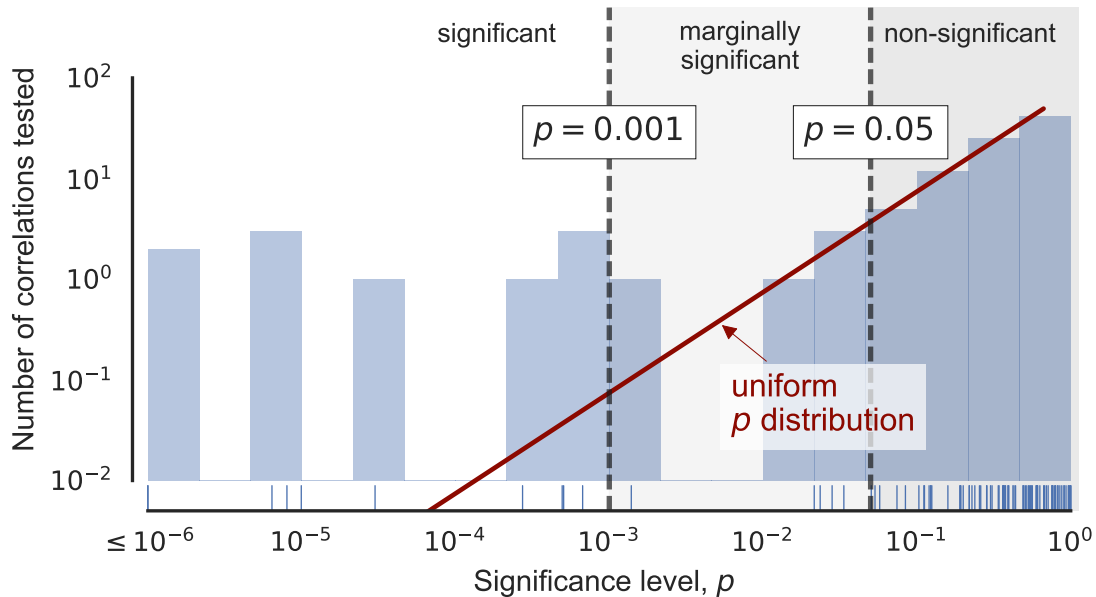 significant
marginally
significant
non-significant
p = 0.001
p = 0.05
Number of correlations tested
10²
10¹
10⁰
10⁻¹
10⁻²
uniform
p distribution
≤ 10⁻⁶
10⁻⁵
10⁻⁴
10⁻³
10⁻²
10⁻¹
10⁰
Significance level, p